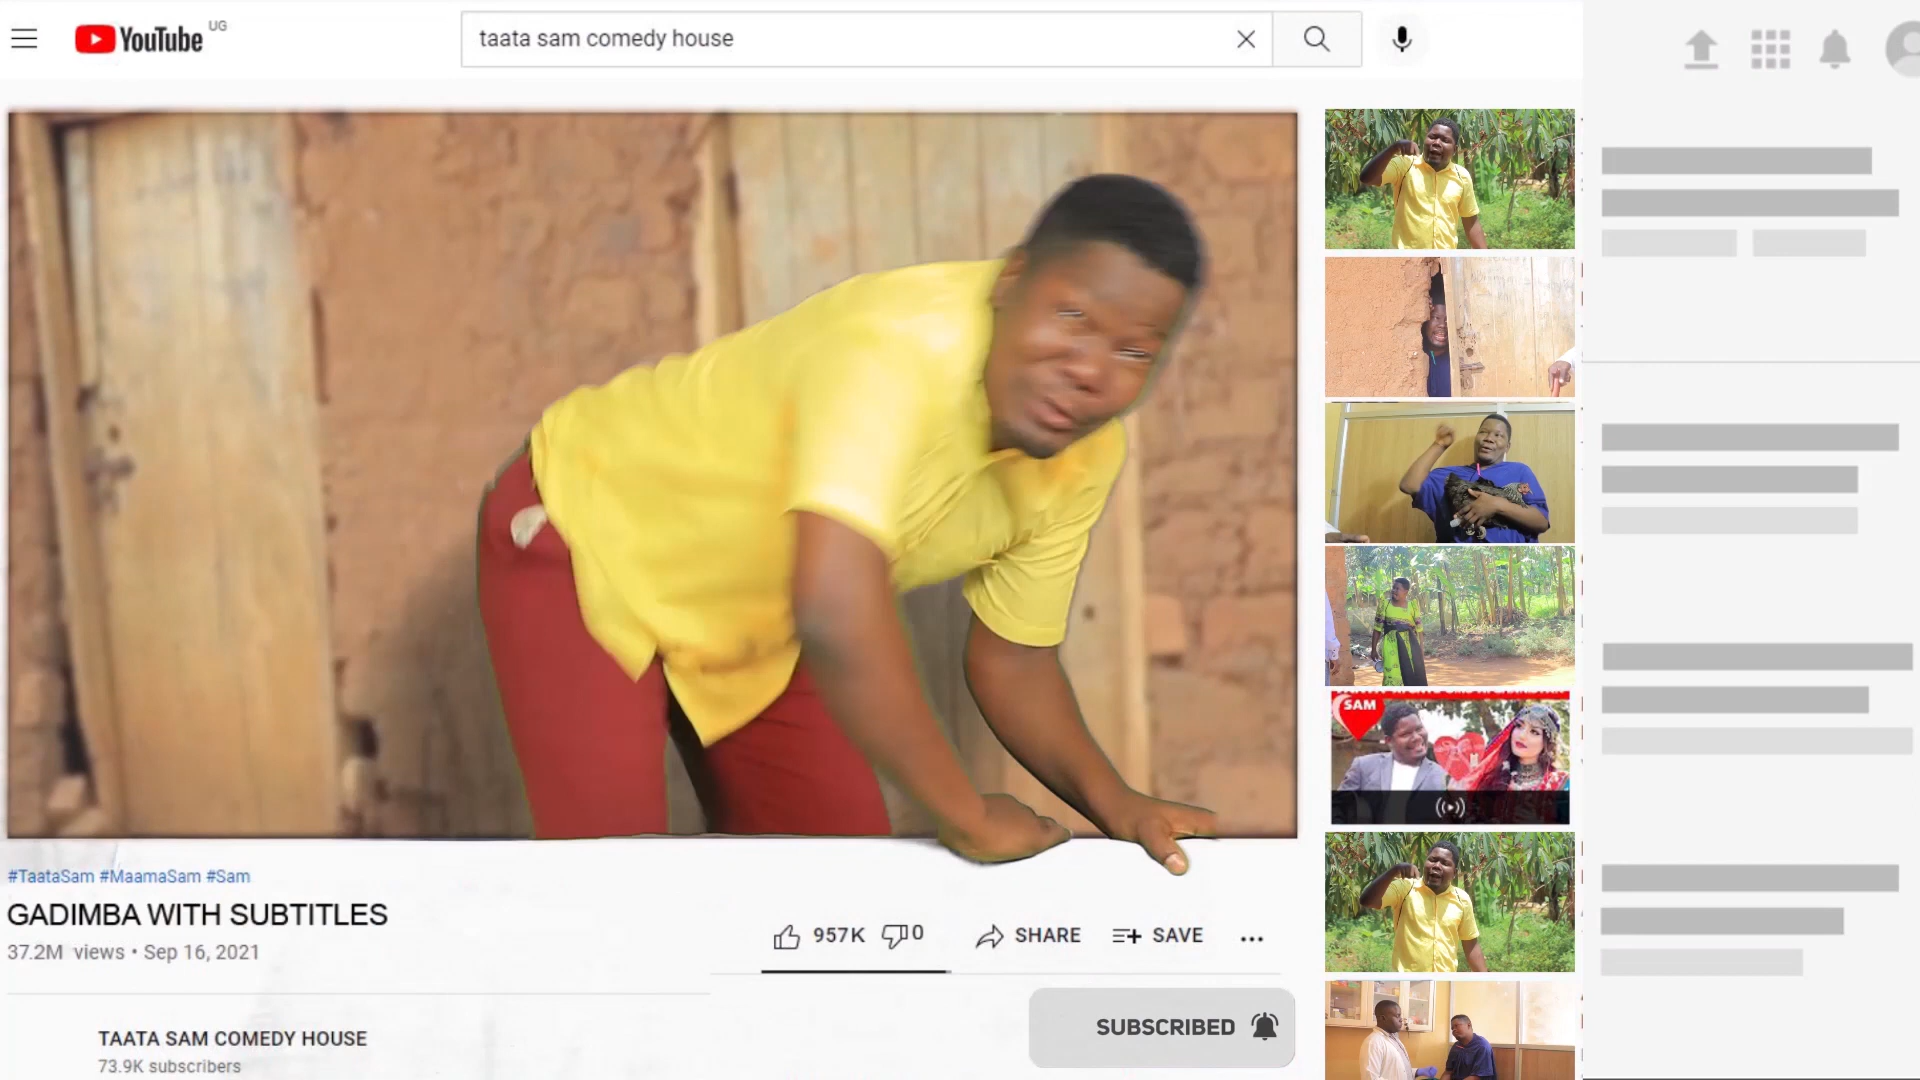 YouTube UG
taata sam comedy house
SAM
#TaataSam #MaamaSam #Sam
GADIMBA WITH SUBTITLES
37.2M views • Sep 16, 2021
957K 0 SHARE SAVE ...
SUBSCRIBED
TAATA SAM COMEDY HOUSE
73.9K subscribers